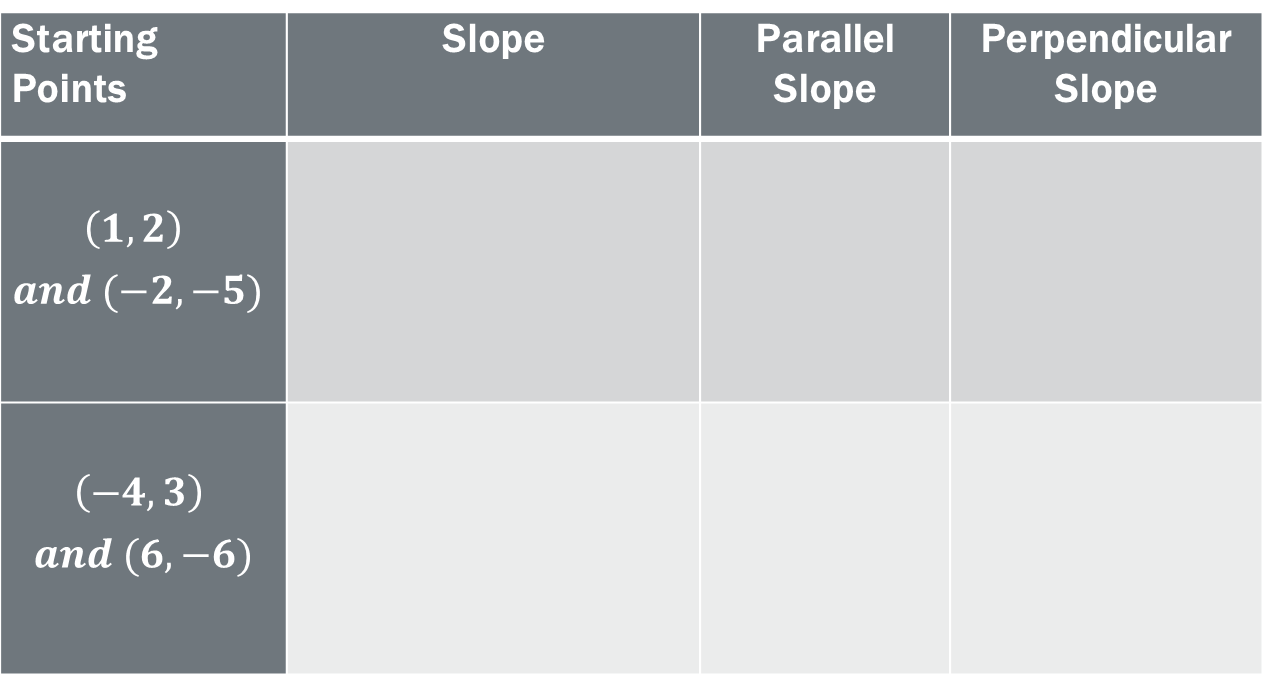 Starting
Points
Slope
Parallel
Slope
Perpendicular
Slope
(1, 2)
and (−2, −5)
(−4, 3)
and (6, −6)